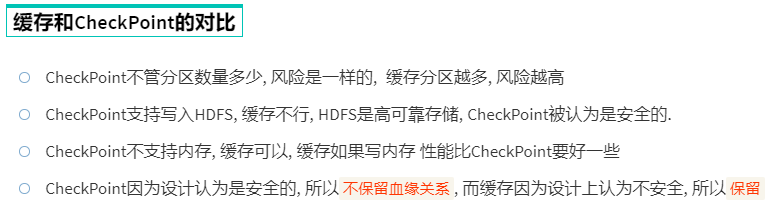 缓存和CheckPoint的对比
CheckPoint不管分区数量多少, 风险是一样的, 缓存分区越多, 风险越高
CheckPoint支持写入HDFS, 缓存不行, HDFS是高可靠存储, CheckPoint被认为是安全的.
CheckPoint不支持内存, 缓存可以, 缓存如果写内存 性能比CheckPoint要好一些
CheckPoint因为设计认为是安全的, 所以 不保留血缘关系 , 而缓存因为设计上认为不安全, 所以 保留